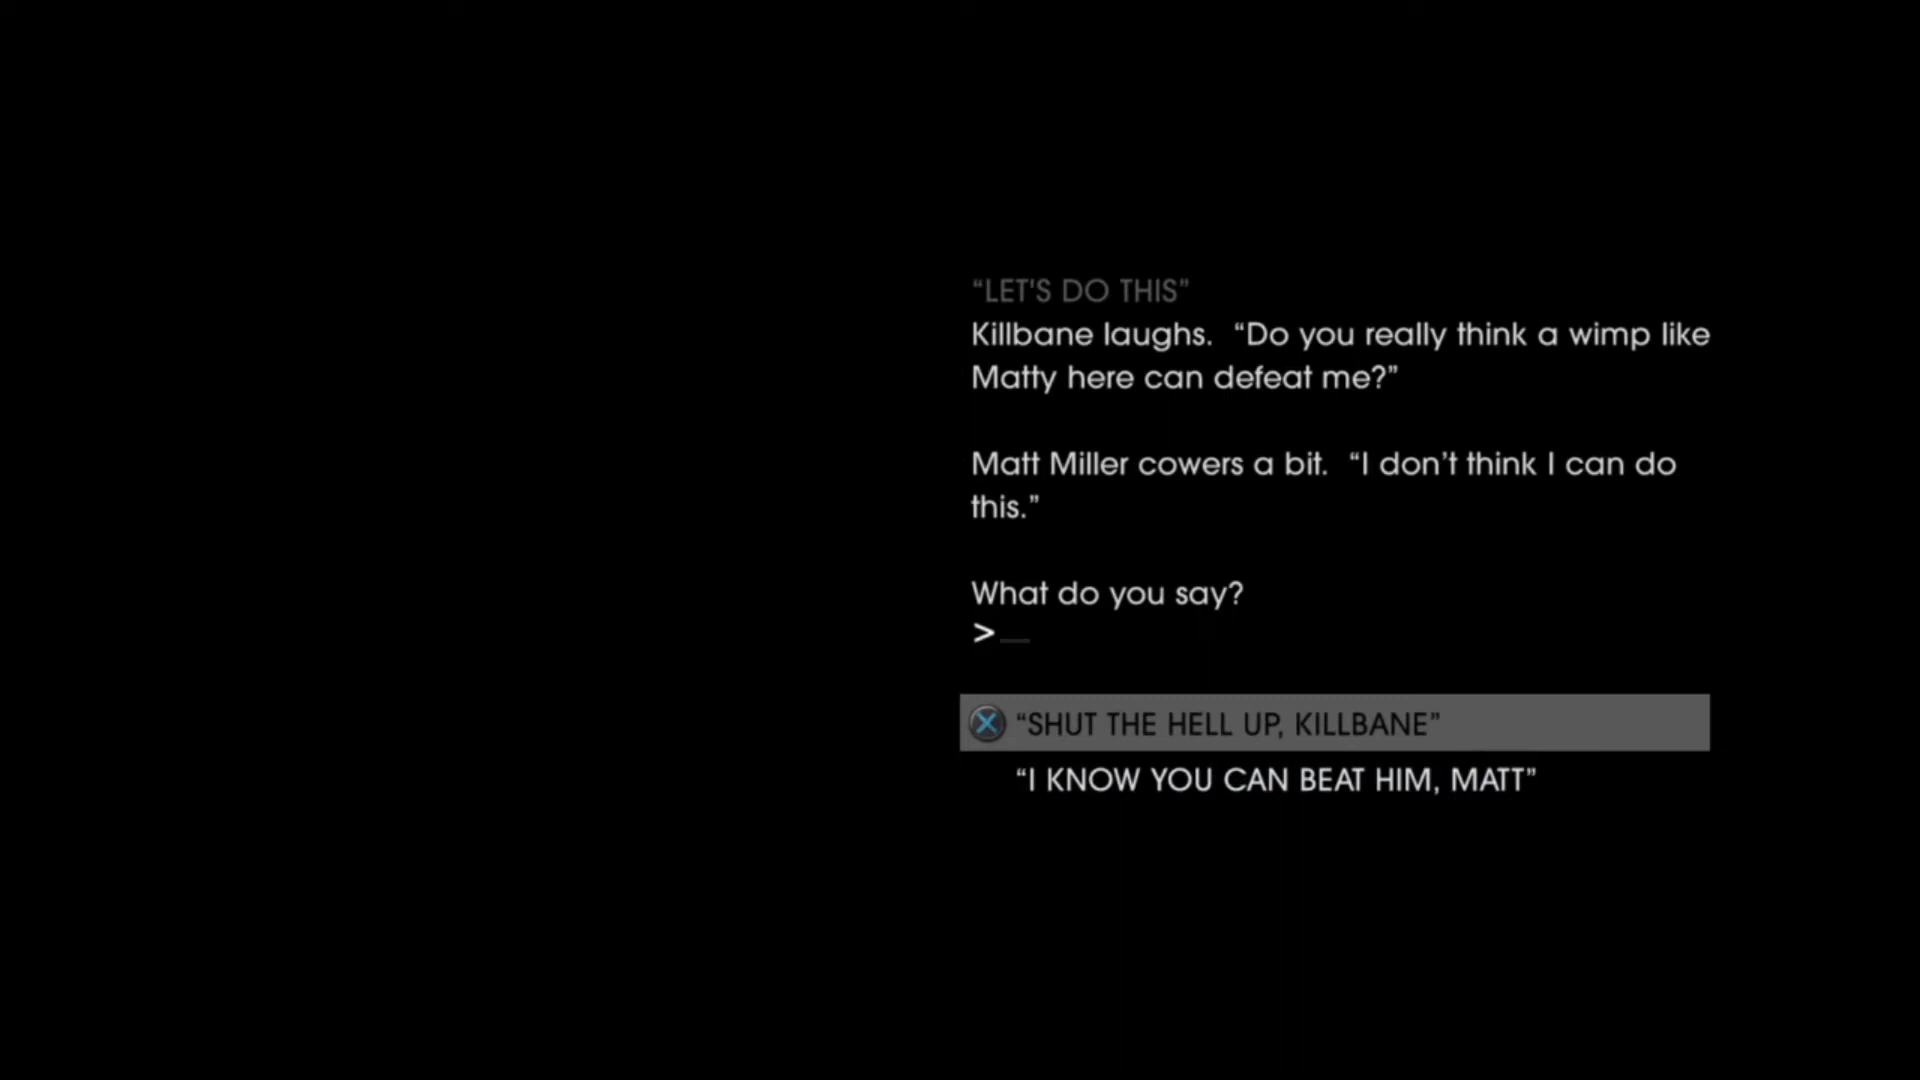 “LET'S DO THIS”
Killbane laughs.  “Do you really think a wimp like
Matty here can defeat me?”
Matt Miller cowers a bit.  “I don’t think I can do
this.”
What do you say?
>__
“SHUT THE HELL UP, KILLBANE”
“I KNOW YOU CAN BEAT HIM, MATT”